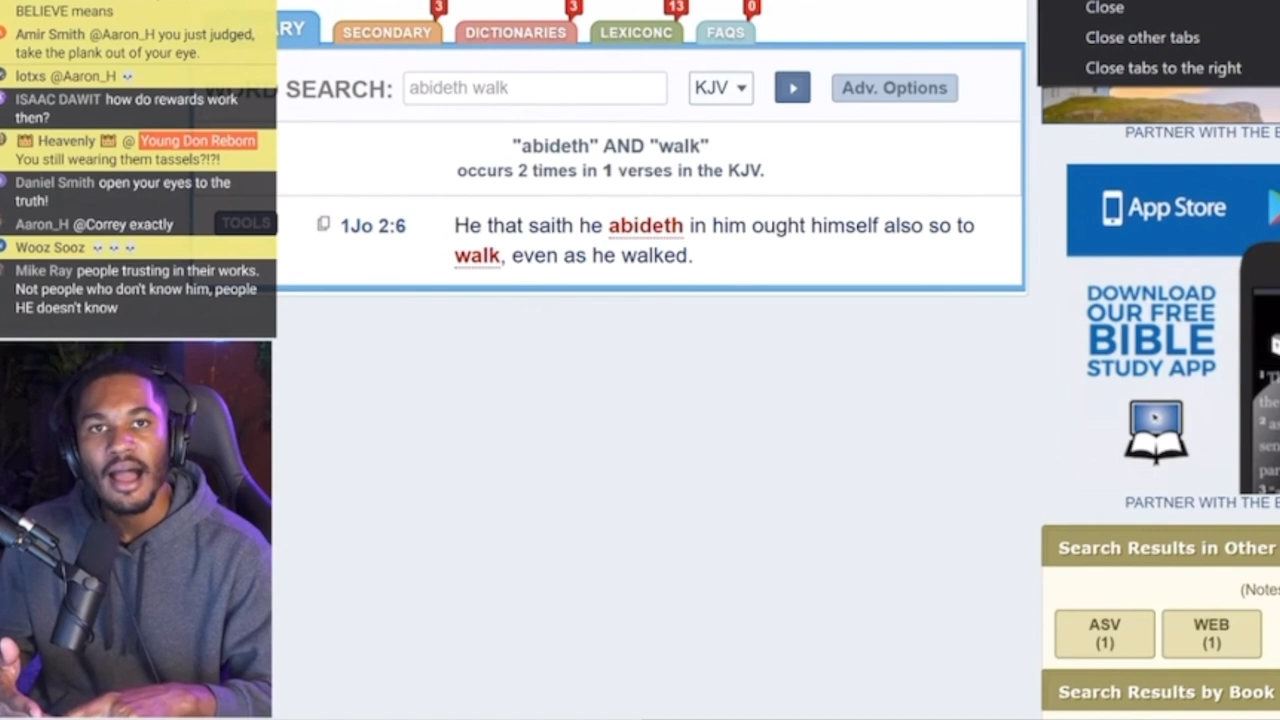 BELIEVE means
Amir Smith @Aaron_H you just judged,
take the plank out of your eye.
lotxs @Aaron_H 💀
ISAAC DAWIT how do rewards work
then?
👑 Heavenly 👑 @ Young Don Reborn
You still wearing them tassels?!?!
Daniel Smith open your eyes to the
truth!
Aaron_H @Correy exactly
Wooz Sooz 💀 💀 💀
Mike Ray people trusting in their works.
Not people who don't know him, people
HE doesn't know
3 3 13 0
SECONDARY DICTIONARIES LEXICONC FAQS
WORD SEARCH: abideth walk KJV Adv. Options
"abideth" AND "walk"
occurs 2 times in 1 verses in the KJV.
TOOLS
1Jo 2:6 He that saith he abideth in him ought himself also so to
walk, even as he walked.
Close
Close other tabs
Close tabs to the right
PARTNER WITH THE
App Store
DOWNLOAD
OUR FREE
BIBLE
STUDY APP
PARTNER WITH THE
Search Results in Other
(Notes
ASV
(1)
WEB
(1)
Search Results by Book